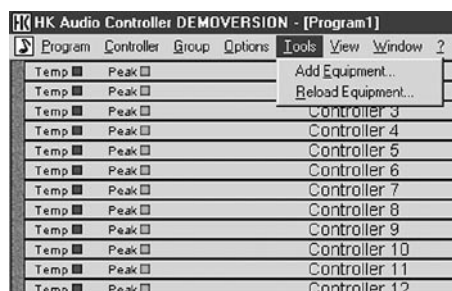 HK HK Audio Controller DEMOVERSION - [Program1]
Program Controller Group Options Tools View Window ?
Temp Peak Add Equipment...
Temp Peak Reload Equipment...
Temp Peak Controller 3
Temp Peak Controller 4
Temp Peak Controller 5
Temp Peak Controller 6
Temp Peak Controller 7
Temp Peak Controller 8
Temp Peak Controller 9
Temp Peak Controller 10
Temp Peak Controller 11
Temp Peak Controller 12